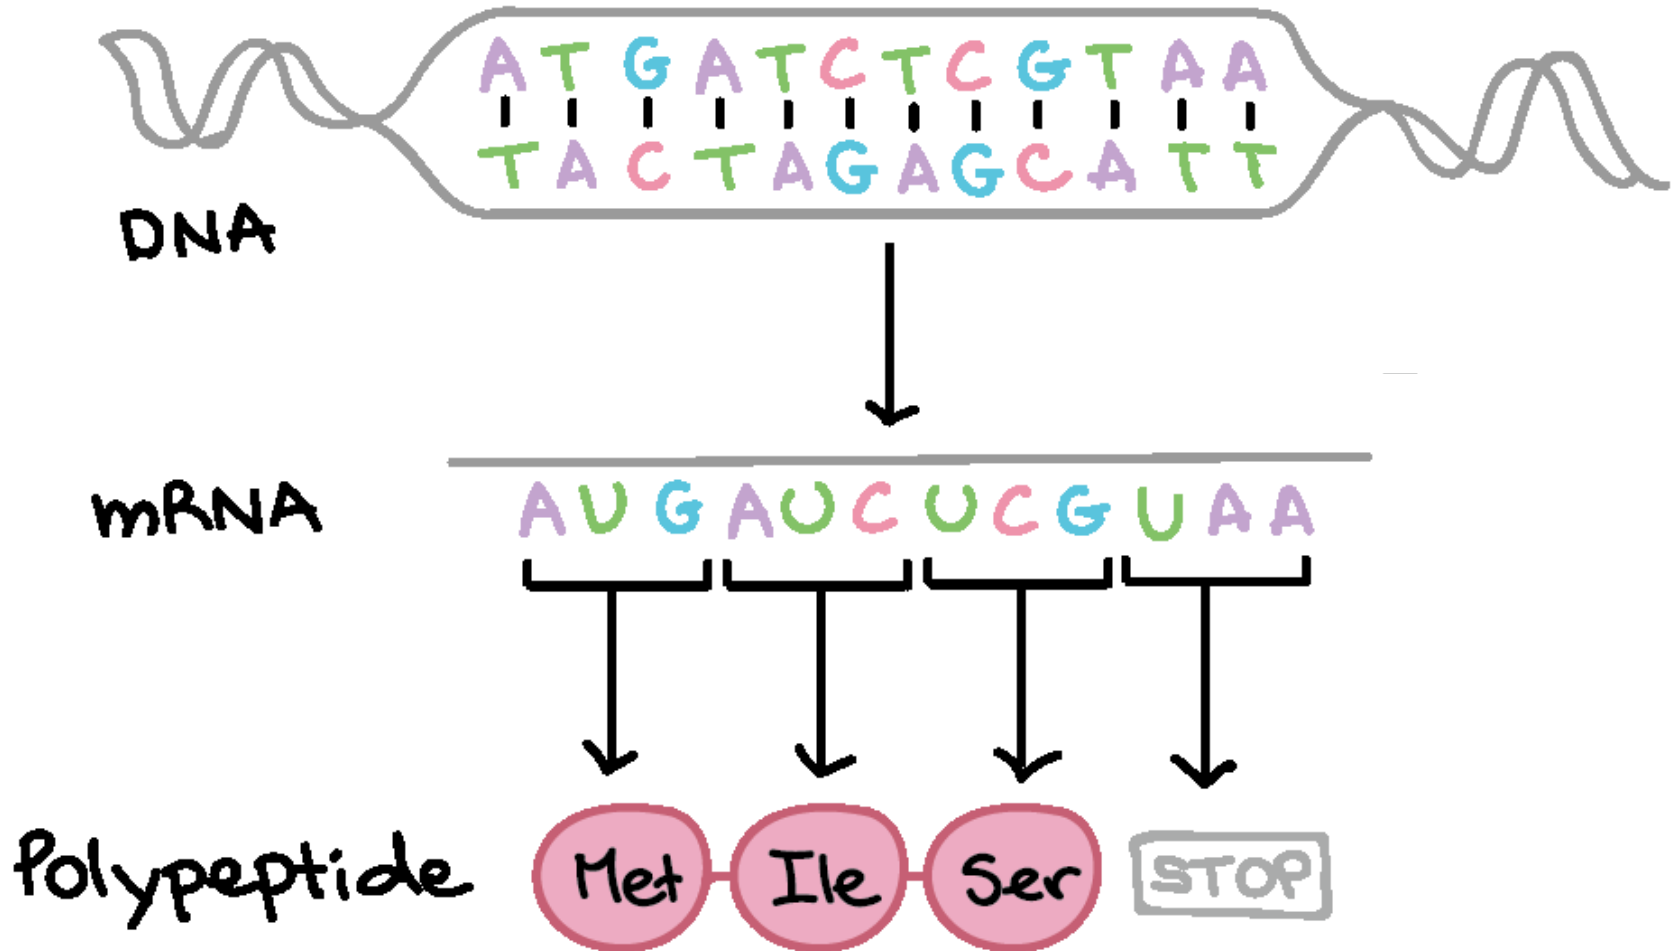 A T G A T C T C G T A A
T A C T A G A G C A T T
DNA
mRNA A U G A U C U C G U A A
Polypeptide Met Ile Ser STOP